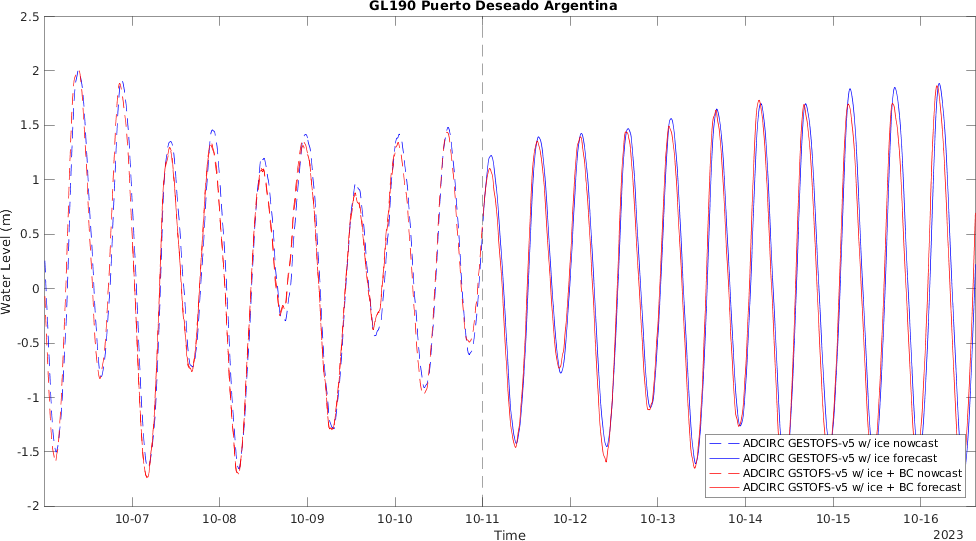 GL190 Puerto Deseado Argentina
2.5
2
1.5
1
0.5
0
-0.5
-1
-1.5
-2
Water Level (m)
ADCIRC GESTOFS-v5 w/ ice nowcast
ADCIRC GESTOFS-v5 w/ ice forecast
ADCIRC GSTOFS-v5 w/ ice + BC nowcast
ADCIRC GSTOFS-v5 w/ ice + BC forecast
10-07 10-08 10-09 10-10 10-11 10-12 10-13 10-14 10-15 10-16
Time
2023